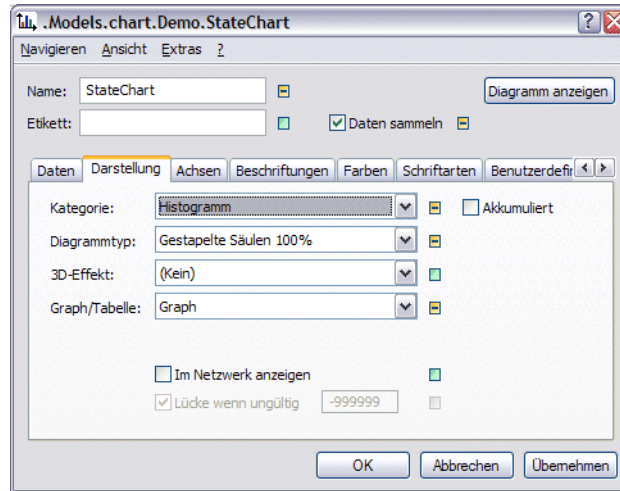 .Models.chart.Demo.StateChart
Navigieren Ansicht Extras ?
Name: StateChart Diagramm anzeigen
Etikett: Daten sammeln
Daten Darstellung Achsen Beschriftungen Farben Schriftarten Benutzerdefin
Kategorie: Histogramm Akkumuliert
Diagrammtyp: Gestapelte Säulen 100%
3D-Effekt: (Kein)
Graph/Tabelle: Graph
Im Netzwerk anzeigen
Lücke wenn ungültig -999999
OK Abbrechen Übernehmen